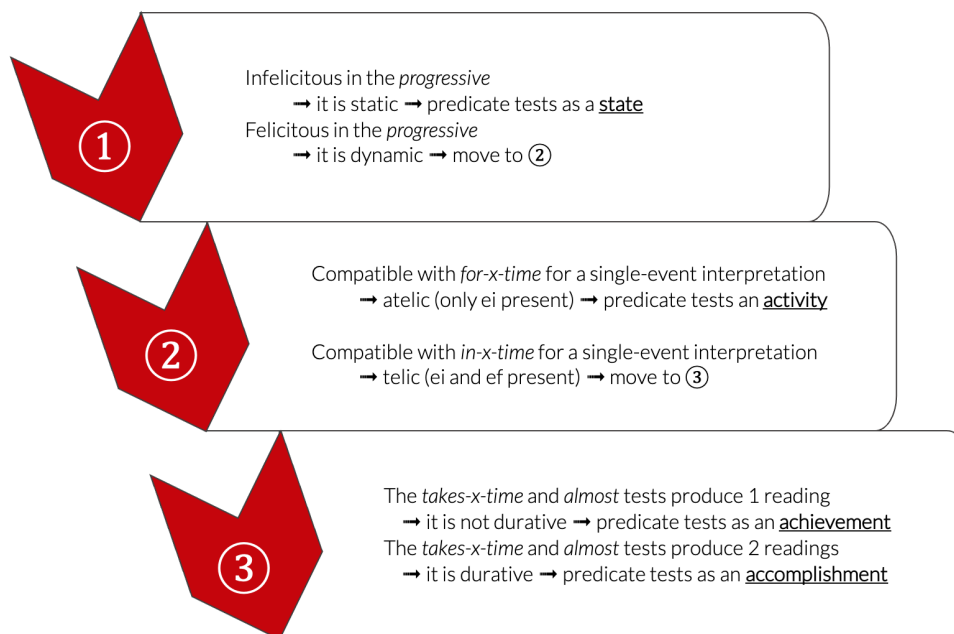 ①
Infelicitous in the progressive
➞ it is static ➞ predicate tests as a state
Felicitous in the progressive
➞ it is dynamic ➞ move to ②
②
Compatible with for-x-time for a single-event interpretation
➞ atelic (only ei present) ➞ predicate tests an activity
Compatible with in-x-time for a single-event interpretation
➞ telic (ei and ef present) ➞ move to ③
③
The takes-x-time and almost tests produce 1 reading
➞ it is not durative ➞ predicate tests as an achievement
The takes-x-time and almost tests produce 2 readings
➞ it is durative ➞ predicate tests as an accomplishment